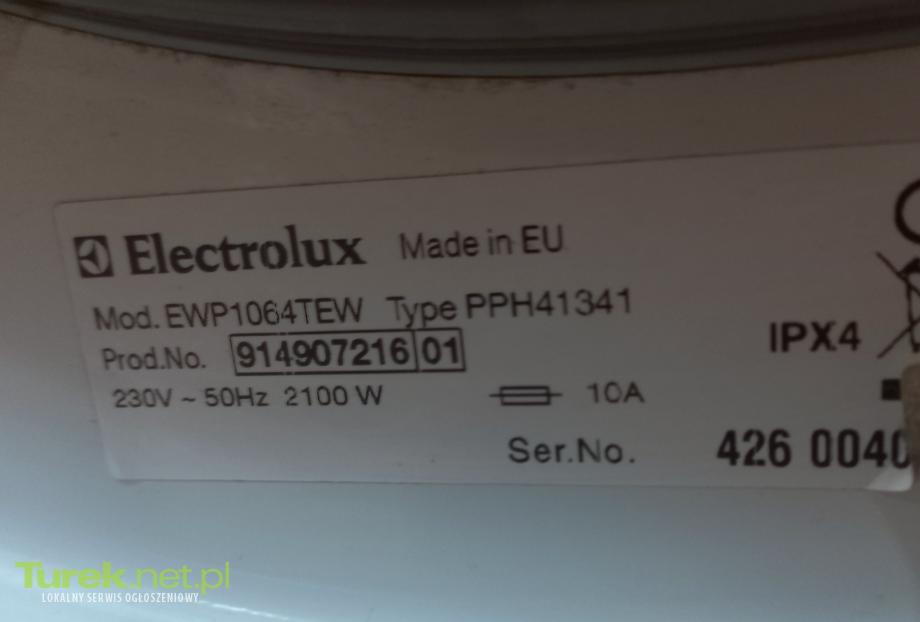 Electrolux Made in EU
Mod. EWP1064TEW Type PPH41341
IPX4
Prod.No. 914907216 01
230V ~ 50Hz 2100 W 10A
Ser.No. 426 0040
Turek.net.pl
LOKALNY SERWIS OGŁOSZENIOWY